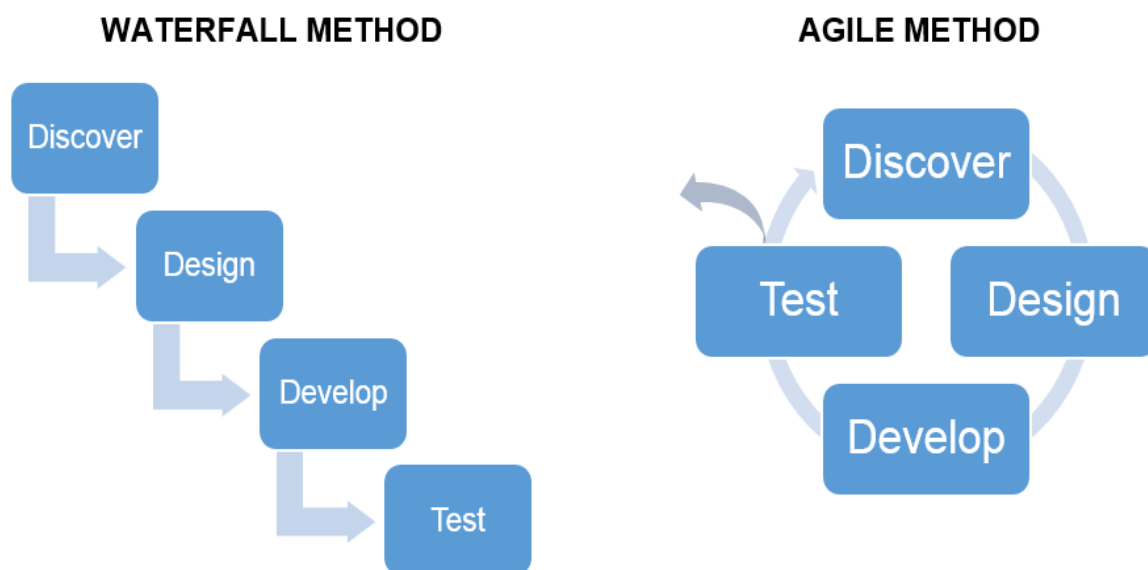 WATERFALL METHOD
Discover
Design
Develop
Test
AGILE METHOD
Discover
Design
Develop
Test